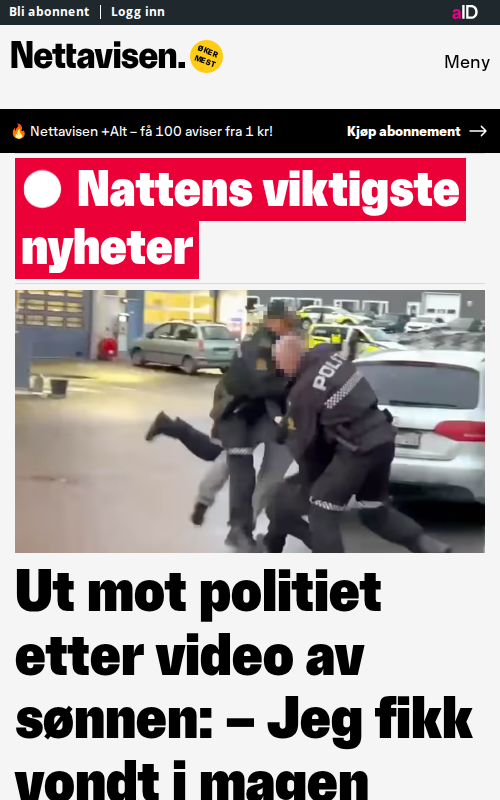 Bli abonnent
Logg inn
aID
Nettavisen.
ØKER
MEST
Meny
🔥 Nettavisen +Alt – få 100 aviser fra 1 kr!
Kjøp abonnement →
Nattens viktigste
nyheter
POLITI
Ut mot politiet
etter video av
sønnen: – Jeg fikk
vondt i magen